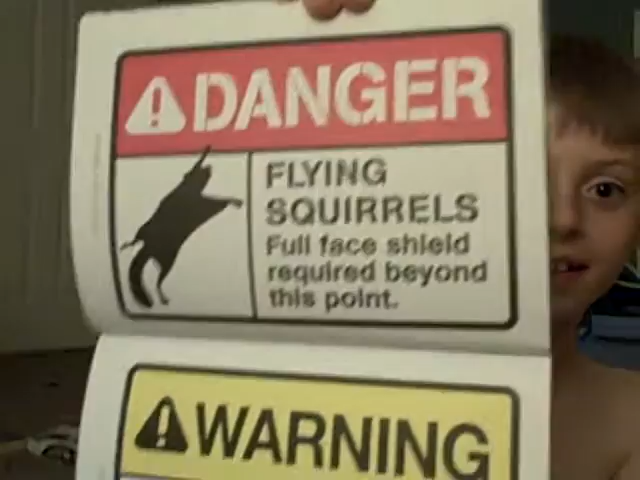 DANGER
FLYING
SQUIRRELS
Full face shield
required beyond
this point.
WARNING